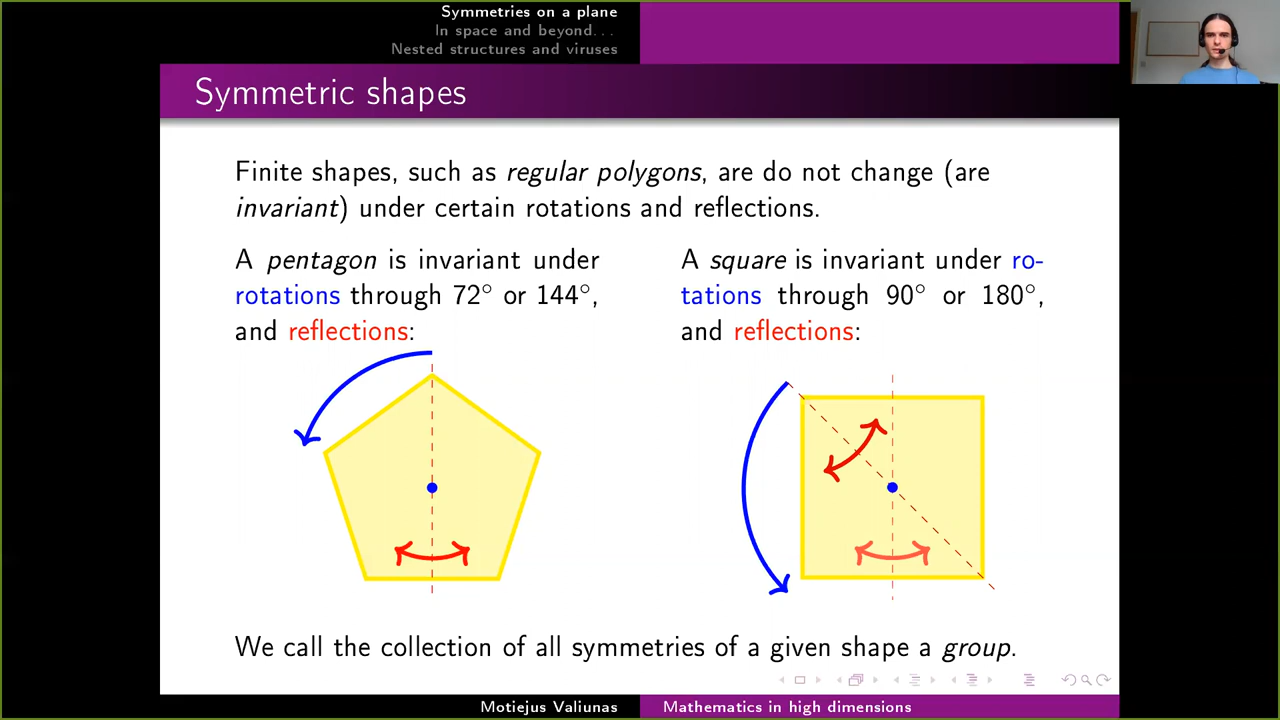 Symmetries on a plane
In space and beyond...
Nested structures and viruses
Symmetric shapes
Finite shapes, such as regular polygons, are do not change (are
invariant) under certain rotations and reflections.
A pentagon is invariant under
rotations through 72° or 144°,
and reflections:
A square is invariant under ro-
tations through 90° or 180°,
and reflections:
We call the collection of all symmetries of a given shape a group.
Motiejus Valiunas
Mathematics in high dimensions